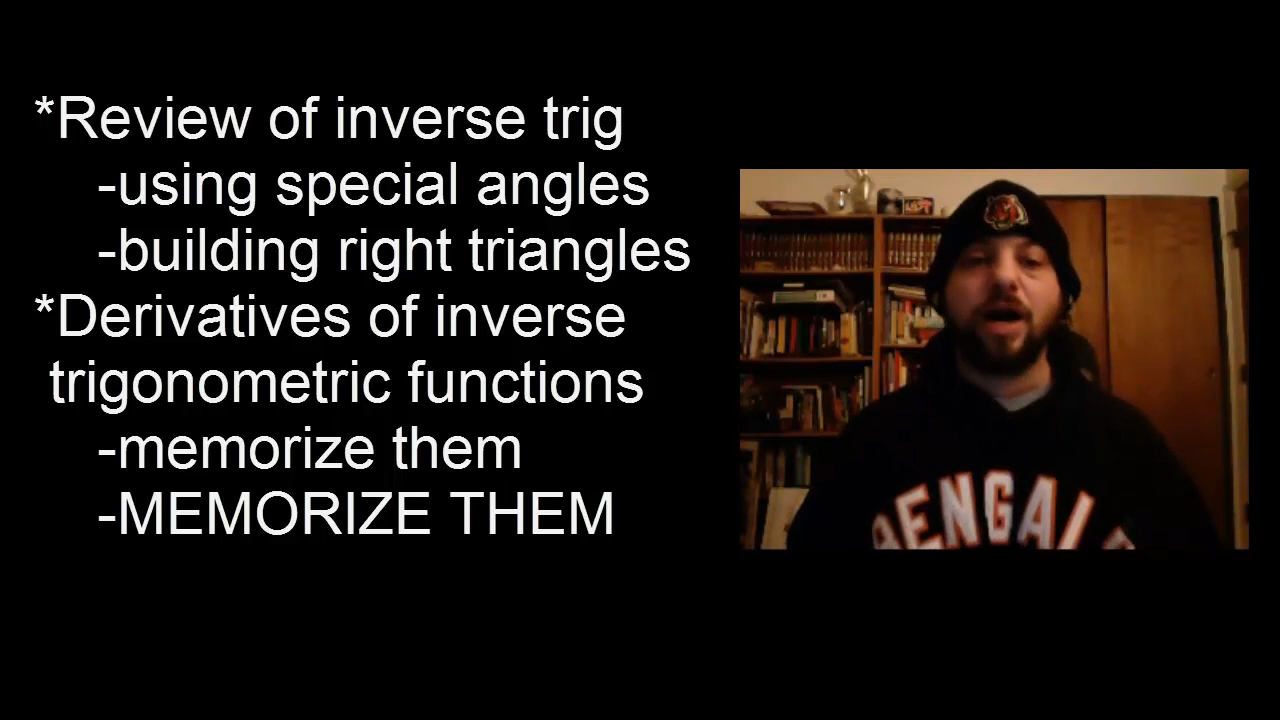 *Review of inverse trig
-using special angles
-building right triangles
*Derivatives of inverse
trigonometric functions
-memorize them
-MEMORIZE THEM
BENGALS